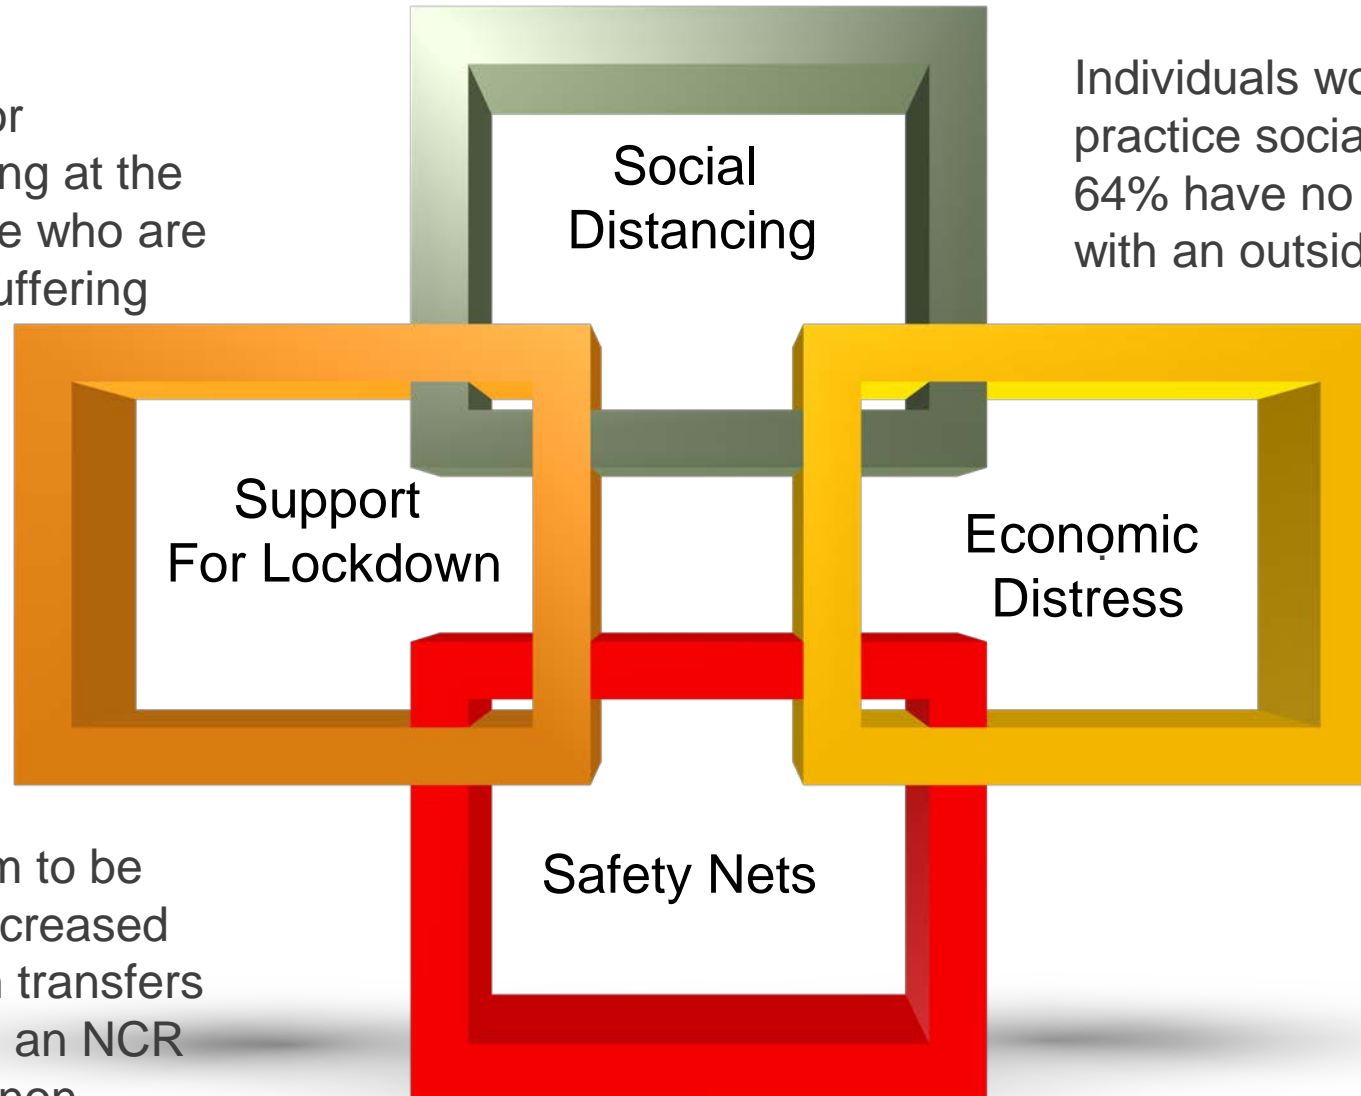 or
ng at the
e who are
uffering
Social
Distancing
Individuals wo
practice socia
64% have no
with an outsid
Support
For Lockdown
Economic
Distress
m to be
creased
n transfers
an NCR
Safety Nets